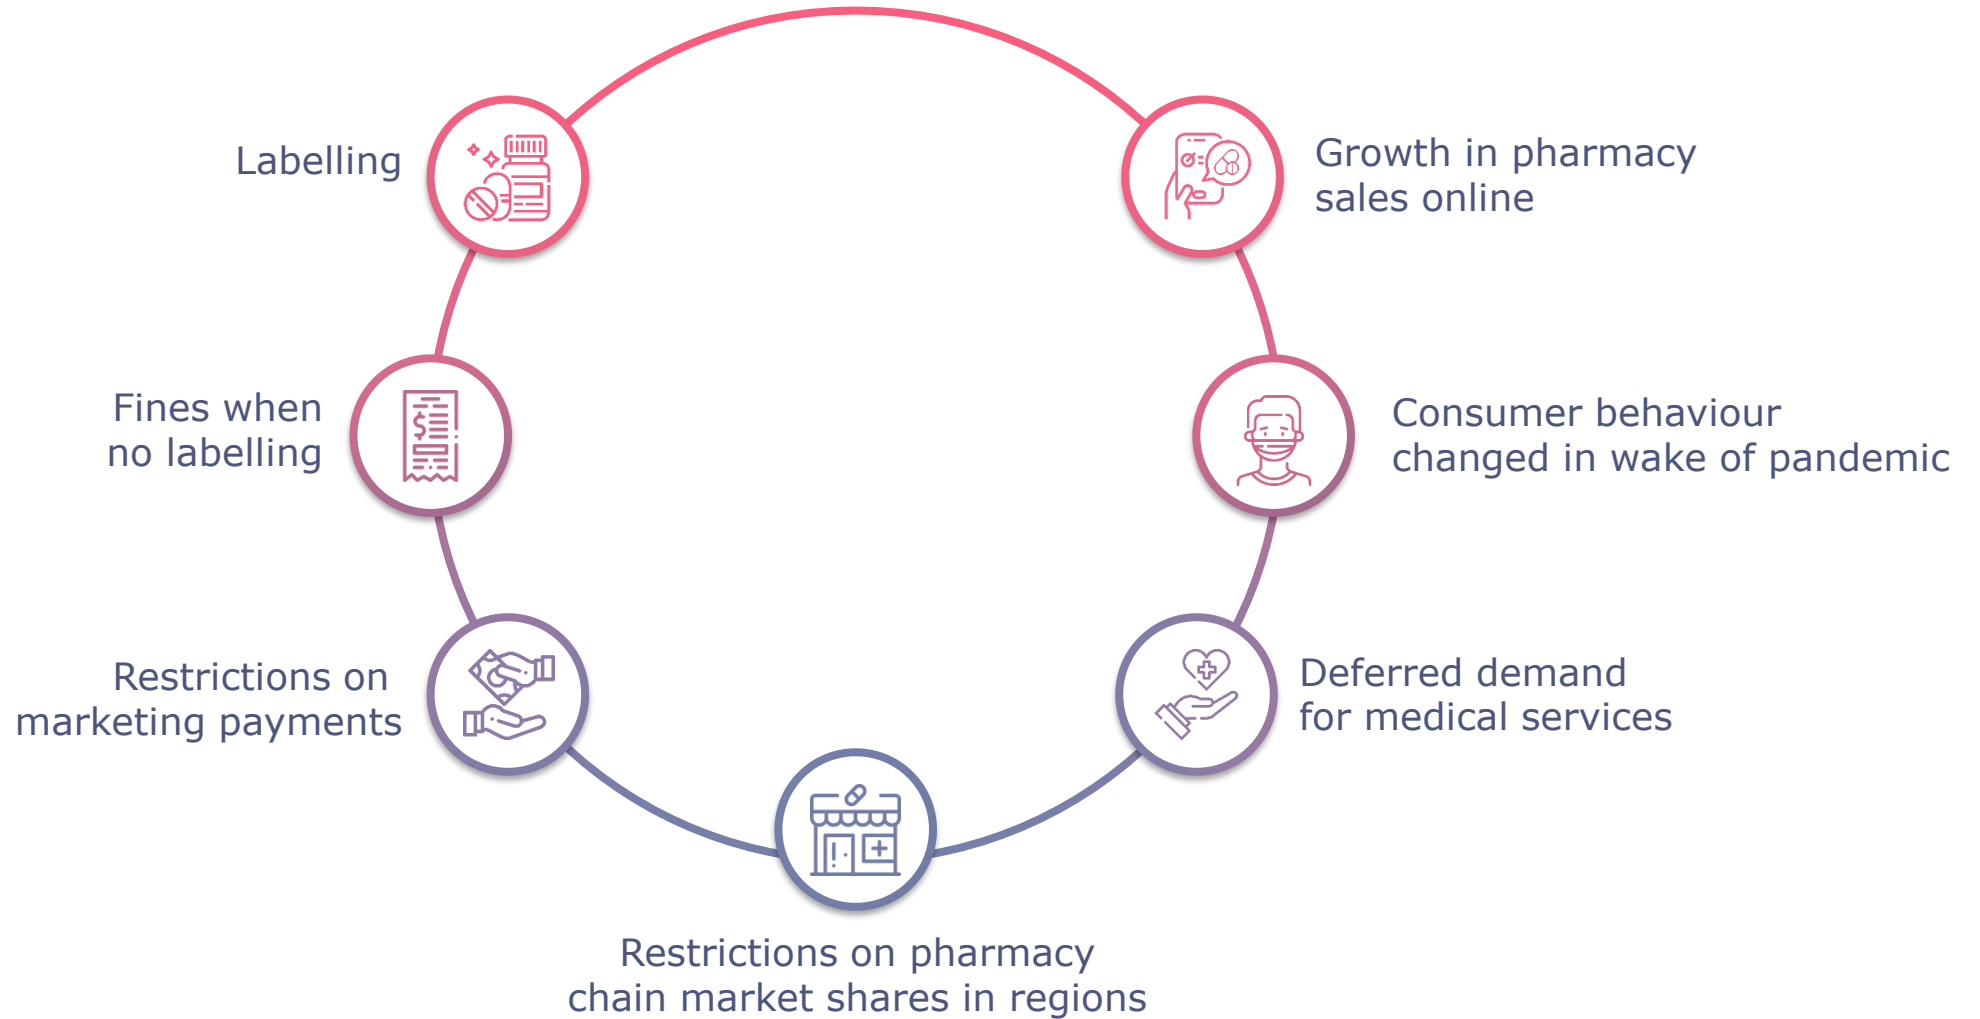 Labelling
Growth in pharmacy
sales online
Fines when
no labelling
Consumer behaviour
changed in wake of pandemic
Restrictions on
marketing payments
Deferred demand
for medical services
Restrictions on pharmacy
chain market shares in regions